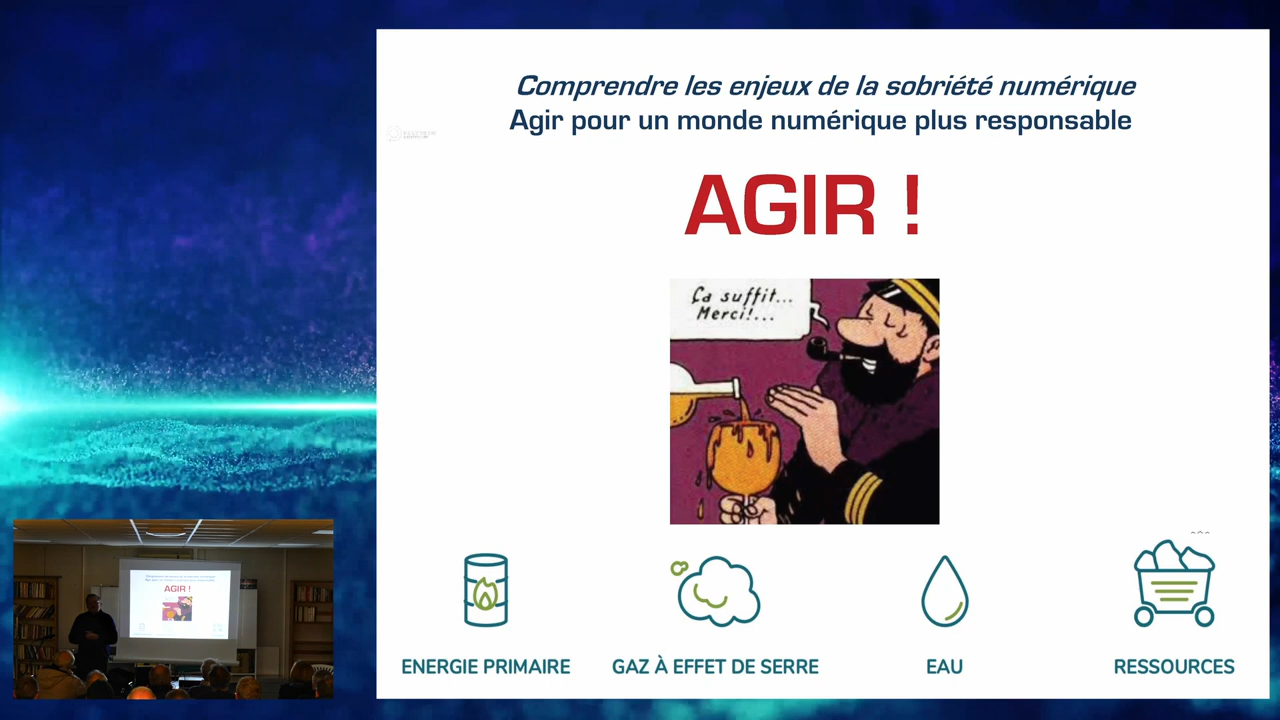 Comprendre les enjeux de la sobriété numérique
Agir pour un monde numérique plus responsable
AGIR !
Ça suffit...
Merci!...
ENERGIE PRIMAIRE
GAZ À EFFET DE SERRE
EAU
RESSOURCES
AGIR !